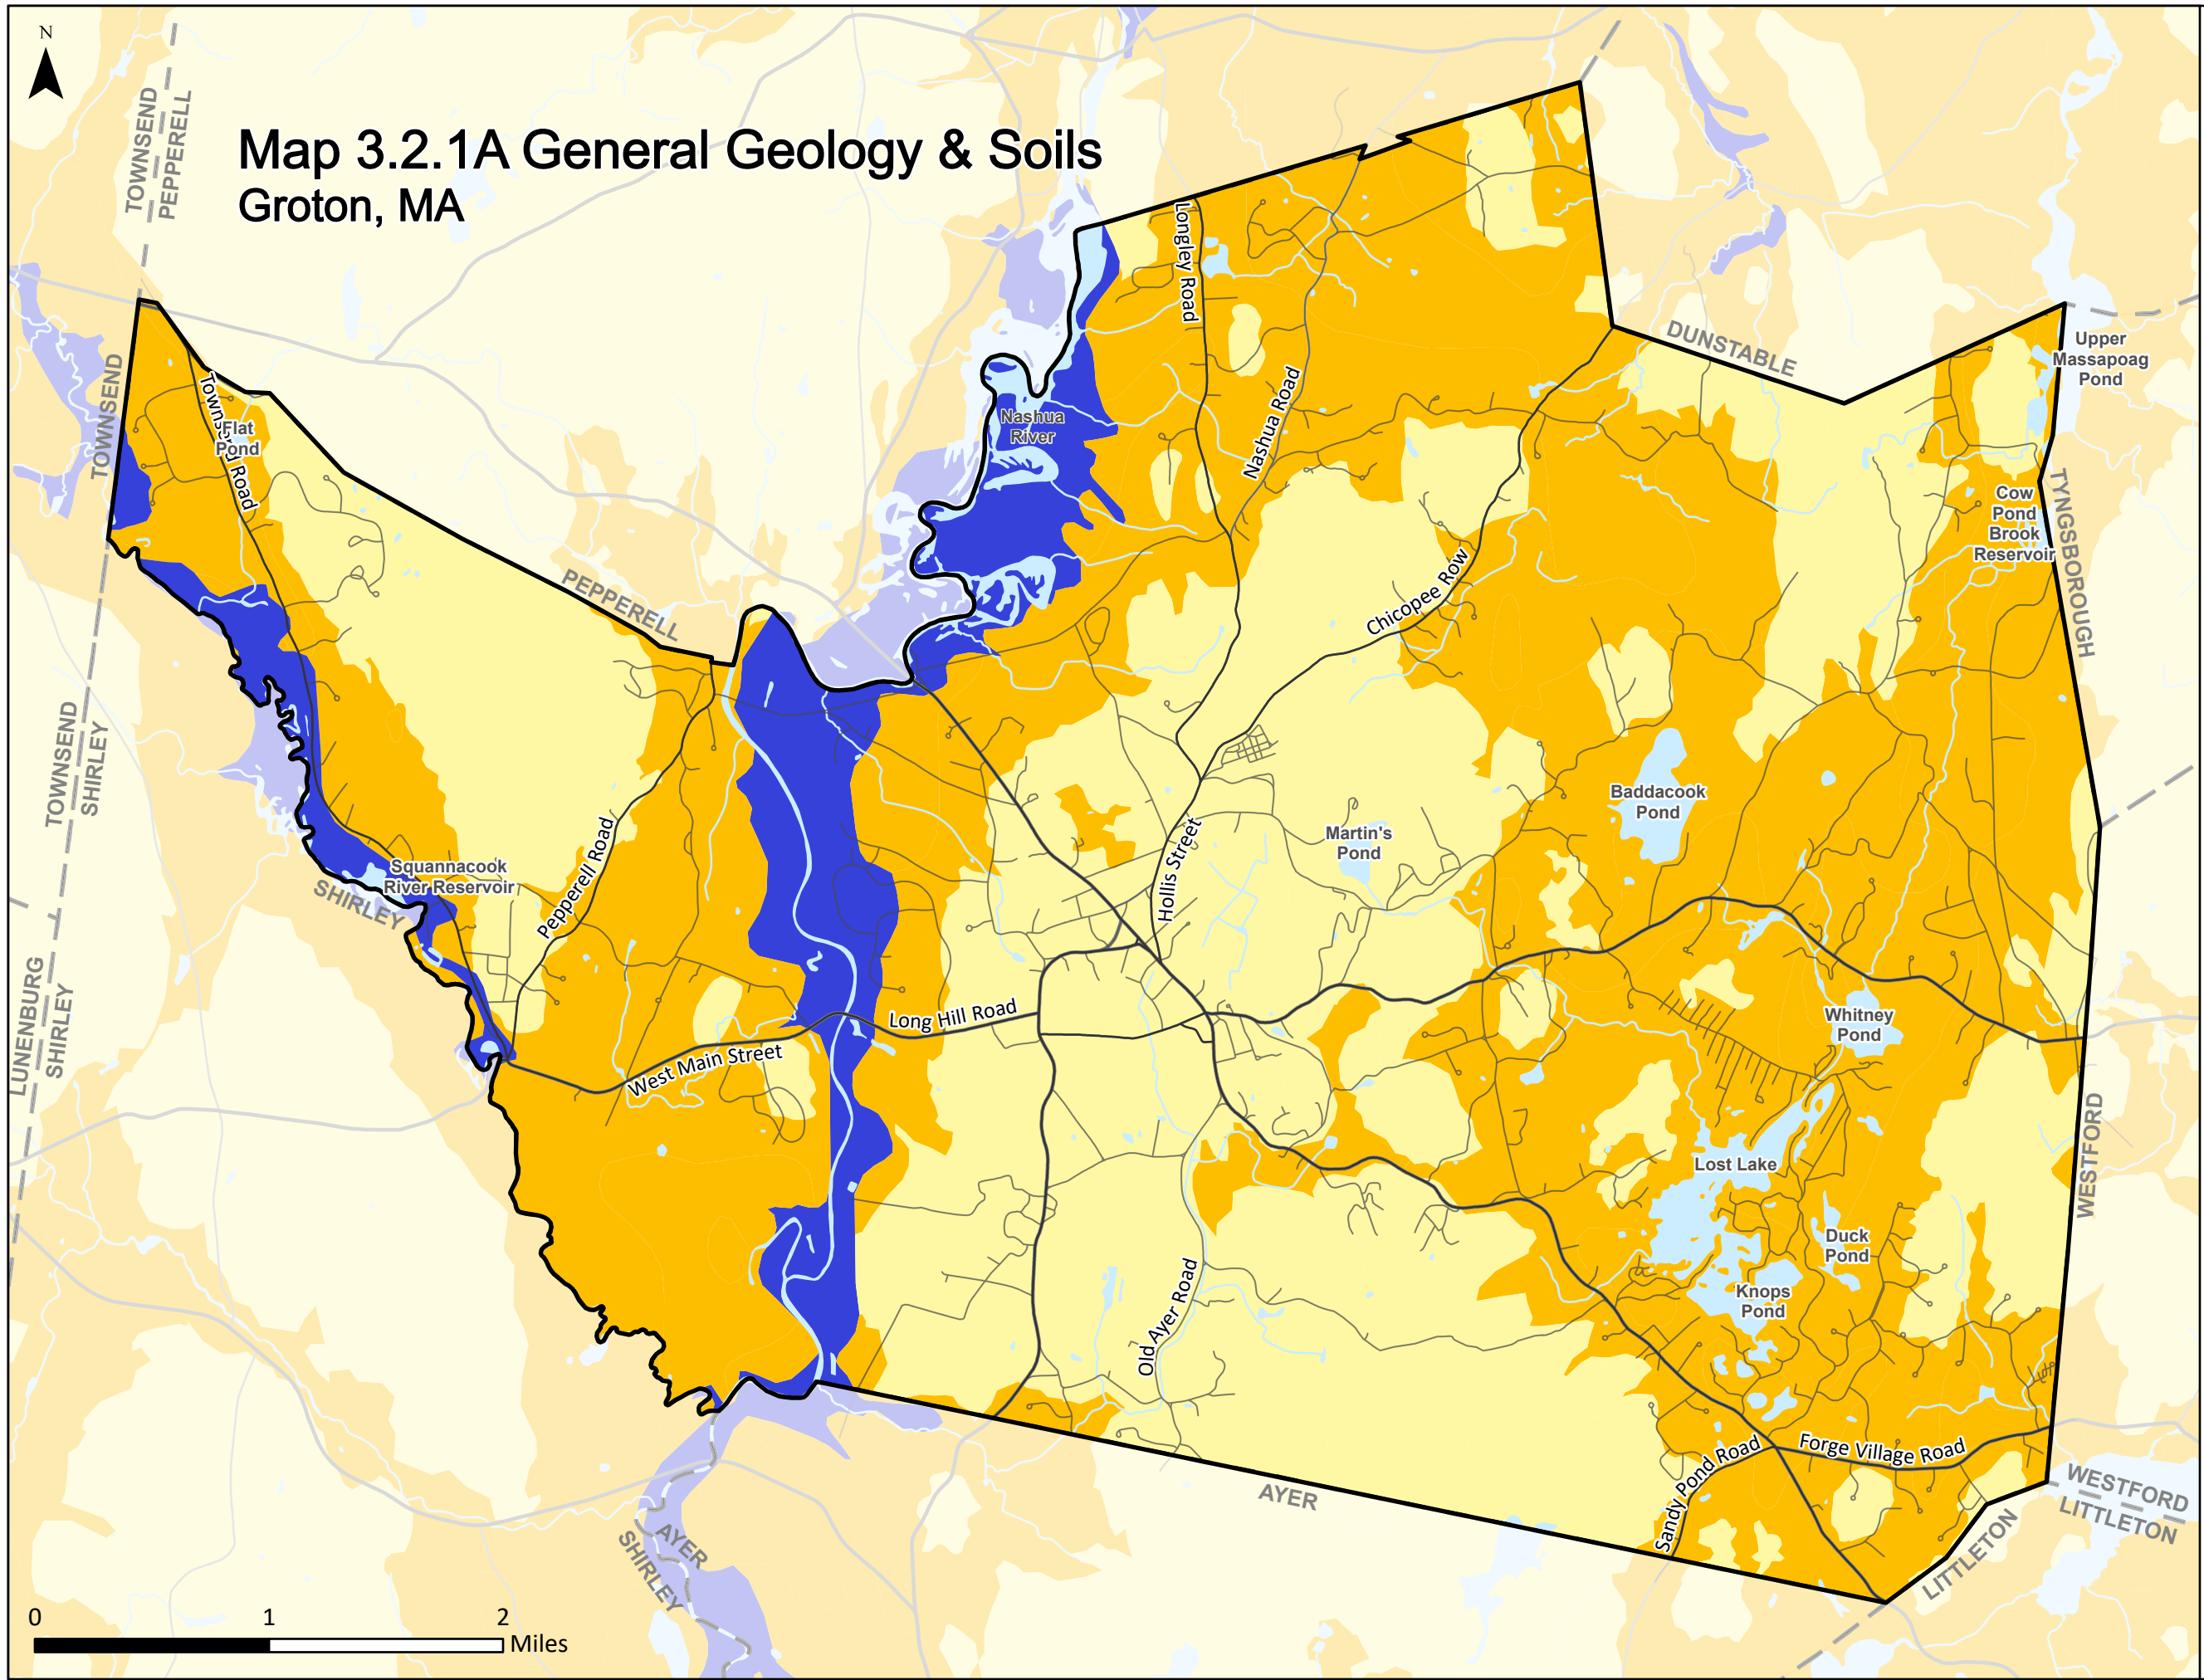 N
Map 3.2.1A General Geology & Soils
Groton, MA
TOWNSEND
PEPPERELL
Longley Road
Nashua Road
DUNSTABLE
Upper
Massapoag
Pond
TOWNSEND
Townsend Road
Flat
Pond
Nashua
River
Cow
Pond
Brook
Reservoir
TYNGSBOROUGH
PEPPERELL
Chicopee Row
TOWNSEND
SHIRLEY
Baddacook
Pond
Martin's
Pond
Hollis Street
Pepperell Road
Squannacook
River Reservoir
SHIRLEY
LUNENBURG
SHIRLEY
Long Hill Road
West Main Street
Whitney
Pond
WESTFORD
Lost Lake
Duck
Pond
Knops
Pond
Old Ayer Road
Forge Village Road
Sandy Pond Road
AYER
WESTFORD
LITTLETON
LITTLETON
AYER
SHIRLEY
0 1 2
Miles